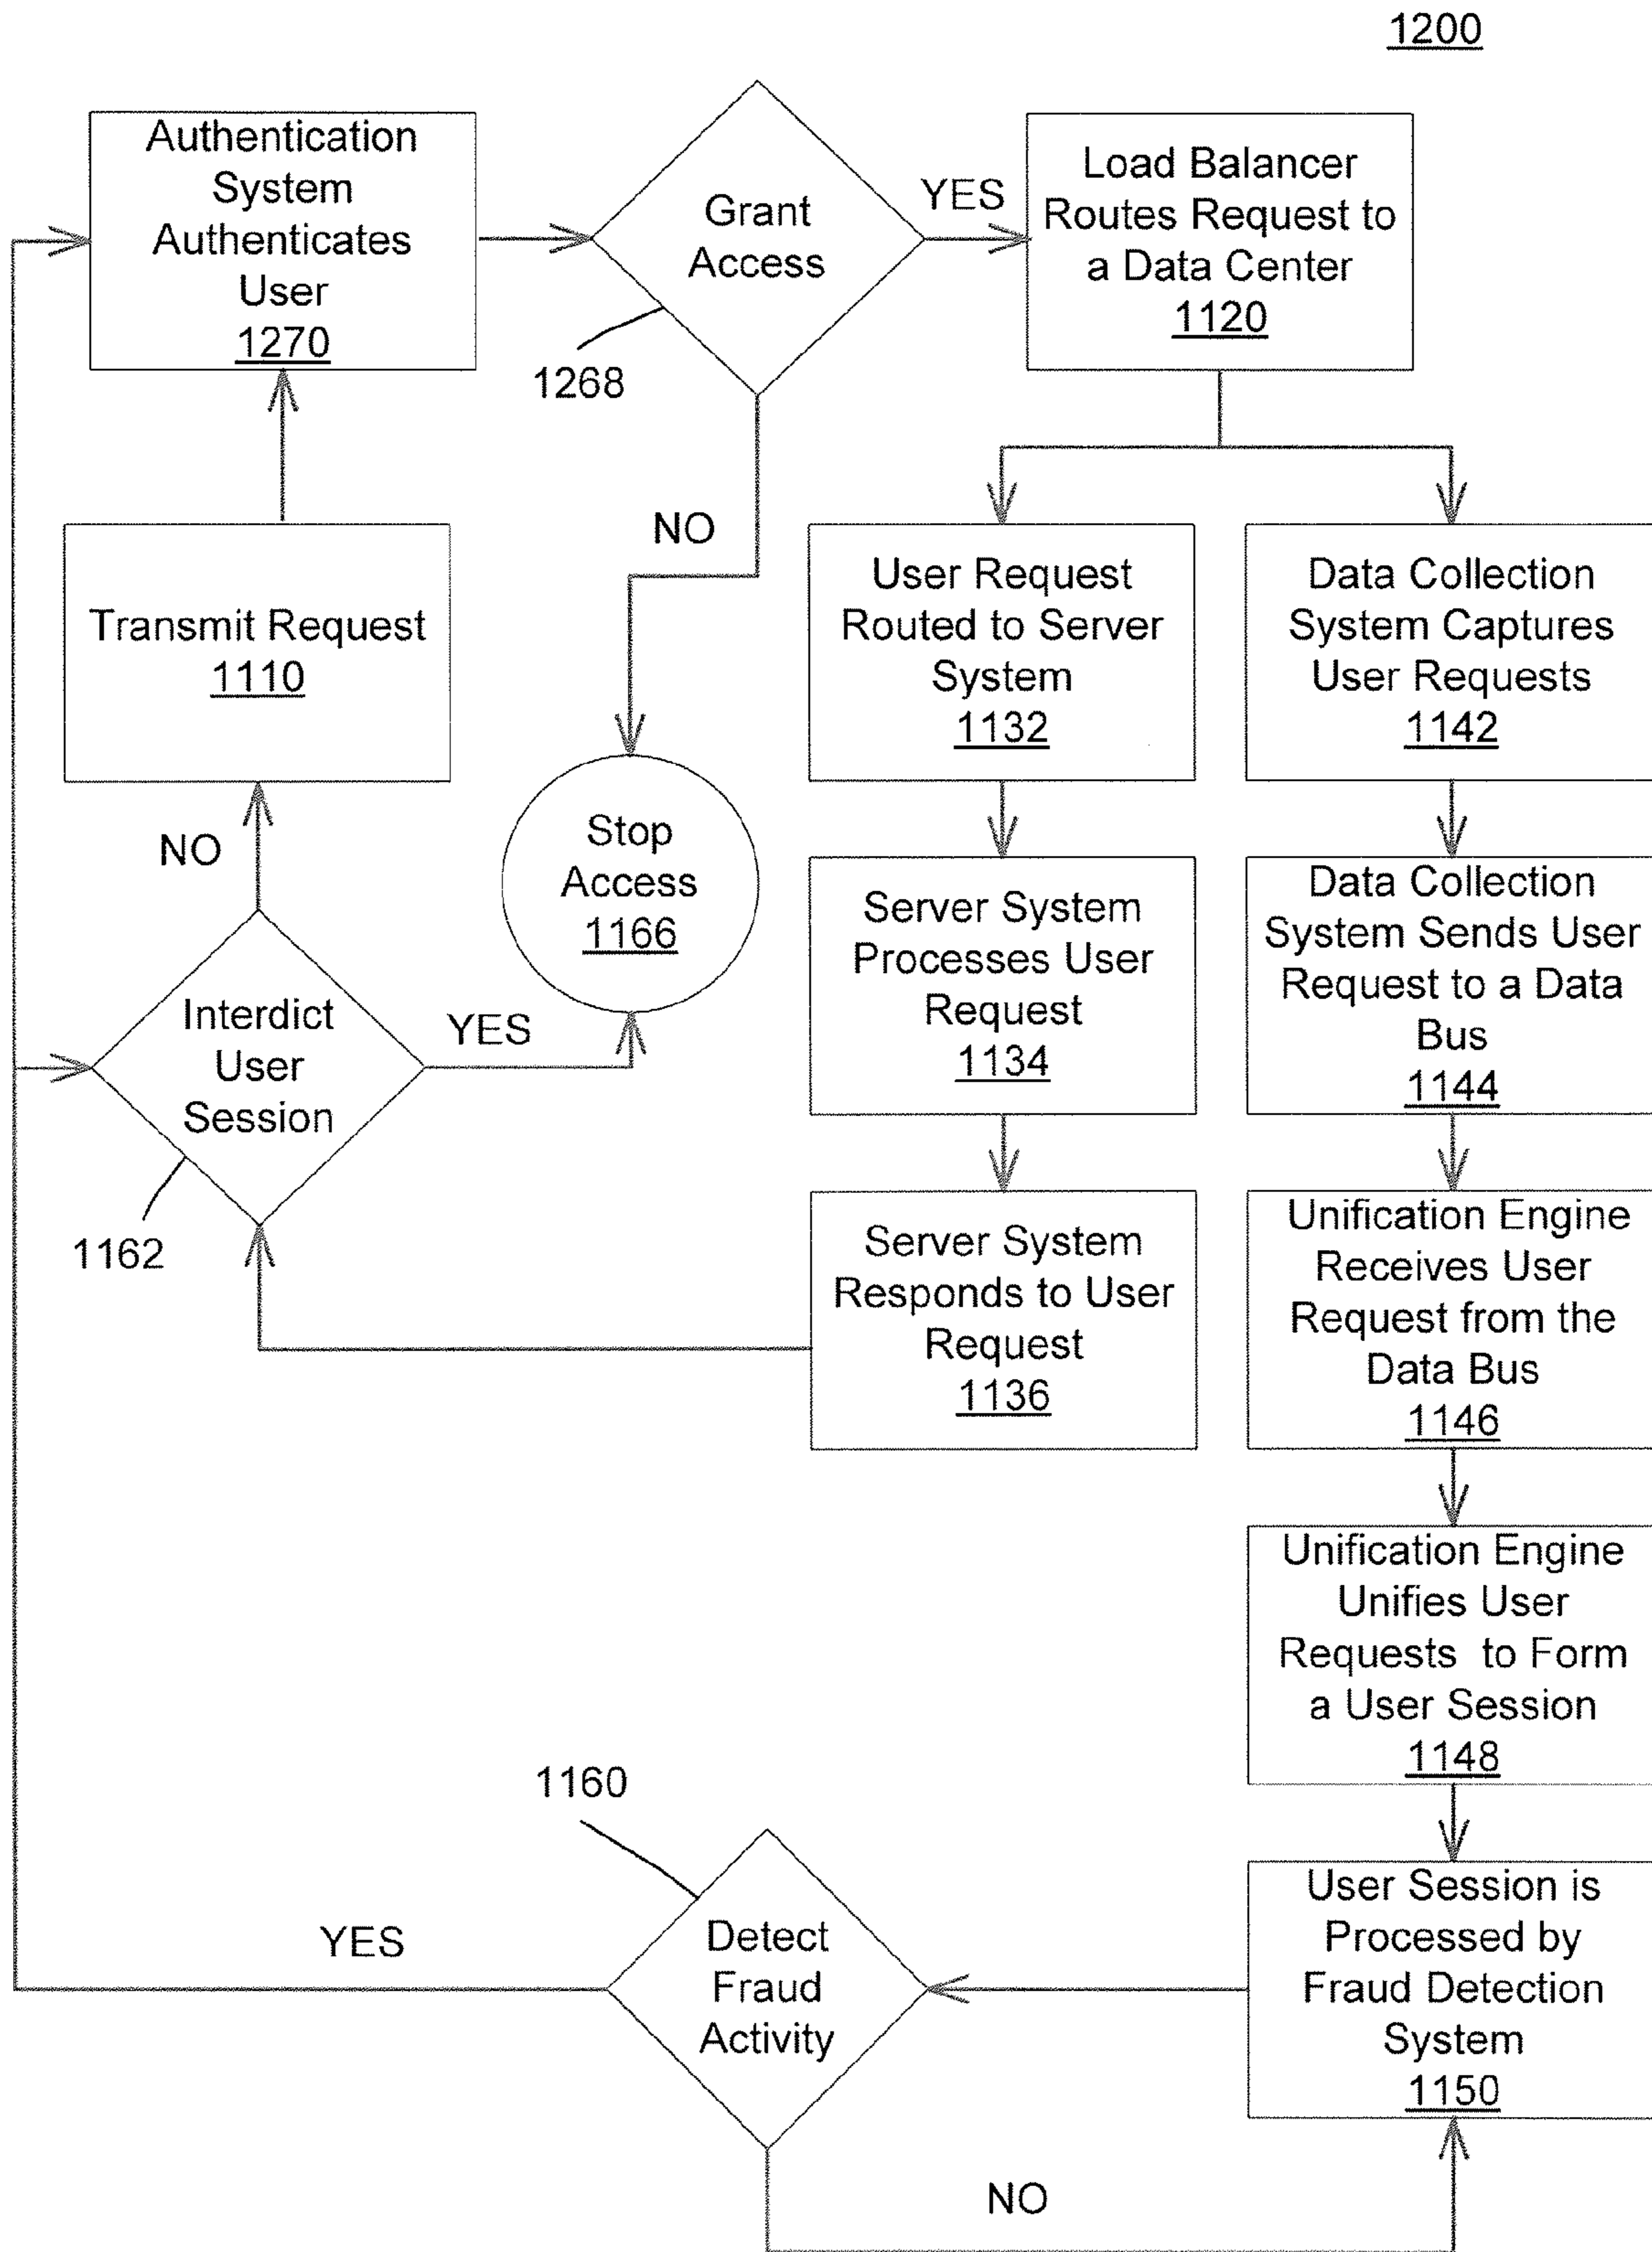 1200
Authentication
System
Authenticates
User
1270
Grant
Access
1268
YES
Load Balancer
Routes Request to
a Data Center
1120
NO
Transmit Request
1110
User Request
Routed to Server
System
1132
Data Collection
System Captures
User Requests
1142
NO
Stop
Access
1166
Server System
Processes User
Request
1134
Data Collection
System Sends User
Request to a Data
Bus
1144
Interdict
User
Session
YES
1162
Server System
Responds to User
Request
1136
Unification Engine
Receives User
Request from the
Data Bus
1146
Unification Engine
Unifies User
Requests to Form
a User Session
1148
1160
YES
Detect
Fraud
Activity
User Session is
Processed by
Fraud Detection
System
1150
NO